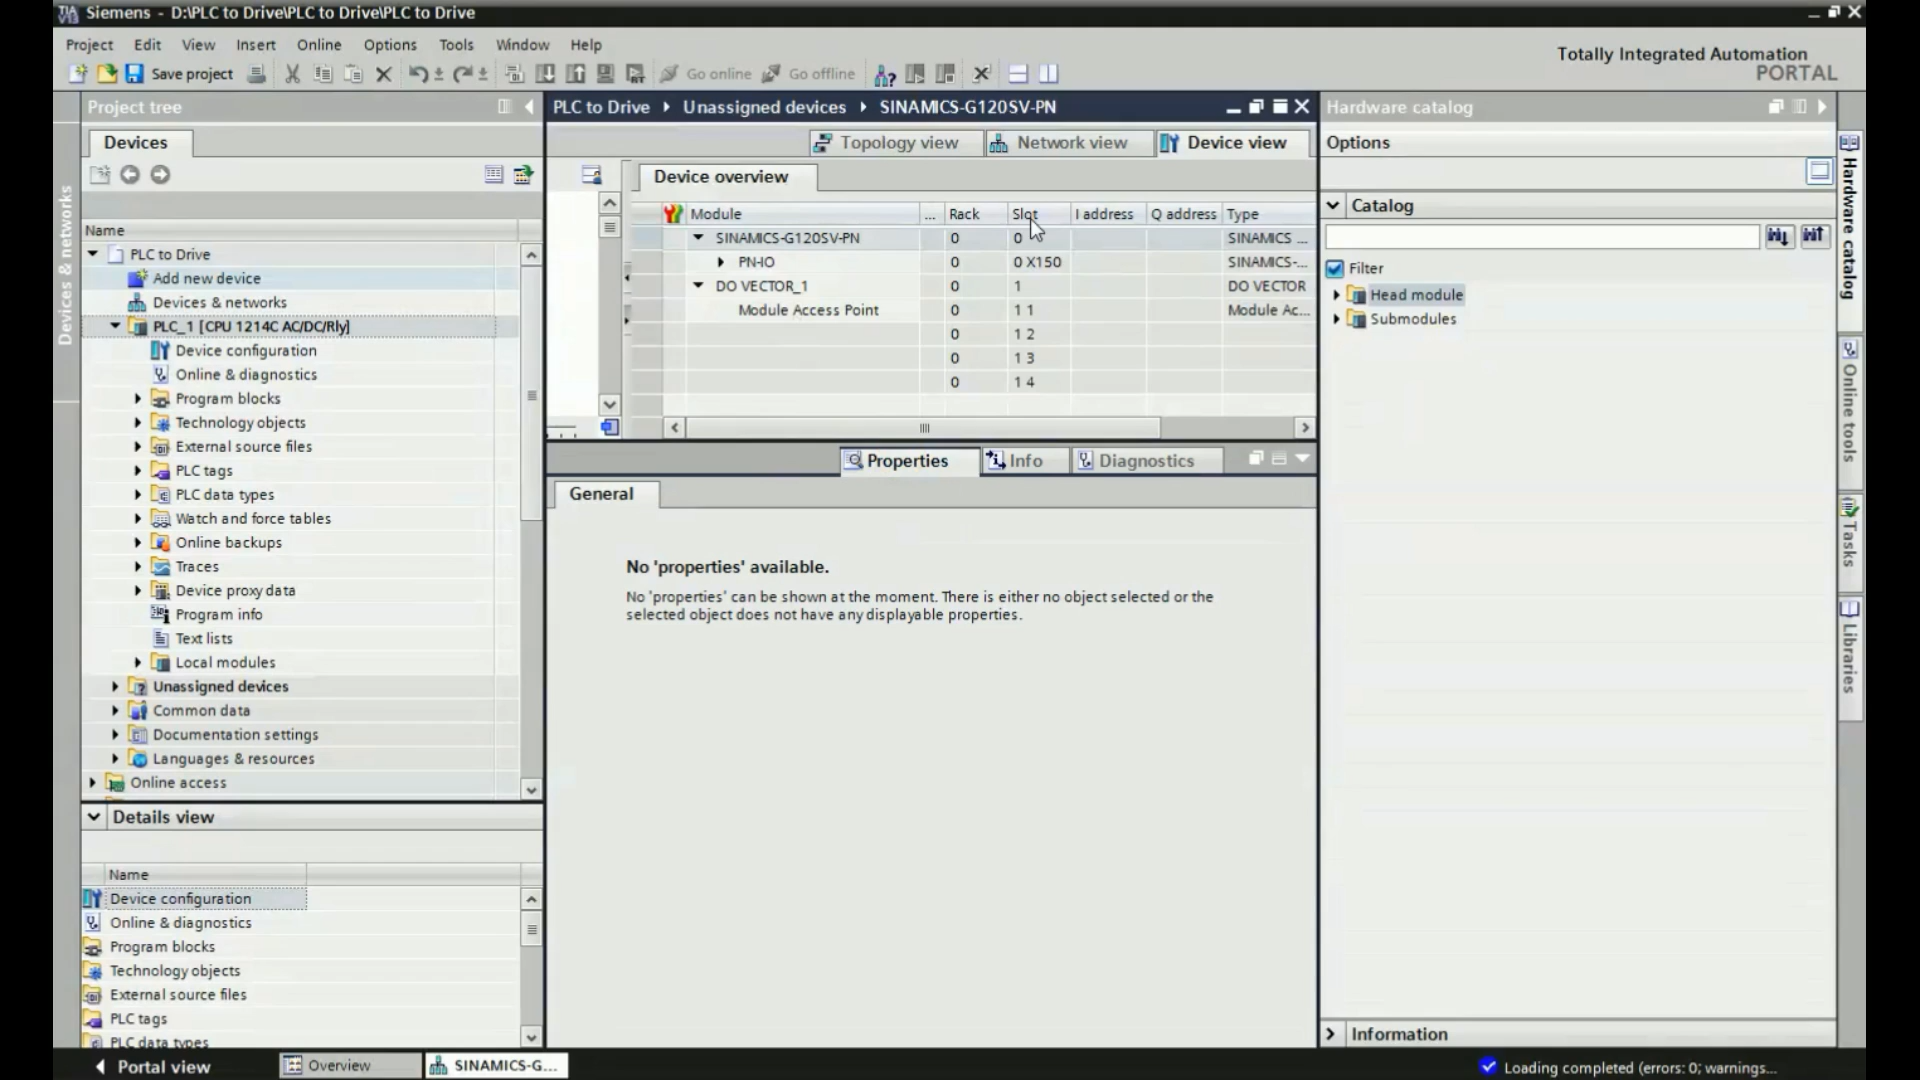 Siemens - D:\PLC to Drive\PLC to Drive\PLC to Drive
Project Edit View Insert Online Options Tools Window Help
Totally Integrated Automation
PORTAL
Save project
Go online
Go offline
Project tree
PLC to Drive Unassigned devices SINAMICS-G120SV-PN
Hardware catalog
Devices
Topology view
Network view
Device view
Options
Device overview
Module ... Rack Slot I address Q address Type
SINAMICS-G120SV-PN 0 0 SINAMICS ...
PN-IO 0 0 X150 SINAMICS-...
DO VECTOR_1 0 1 DO VECTOR
Module Access Point 0 1 1 Module Ac...
0 1 2
0 1 3
0 1 4
Catalog
Filter
Head module
Submodules
Name
PLC to Drive
Add new device
Devices & networks
PLC_1 [CPU 1214C AC/DC/Rly]
Device configuration
Online & diagnostics
Program blocks
Technology objects
External source files
PLC tags
PLC data types
Watch and force tables
Online backups
Traces
Device proxy data
Program info
Text lists
Local modules
Unassigned devices
Common data
Documentation settings
Languages & resources
Online access
Properties
Info
Diagnostics
General
No 'properties' available.
No 'properties' can be shown at the moment. There is either no object selected or the
selected object does not have any displayable properties.
Details view
Name
Device configuration
Online & diagnostics
Program blocks
Technology objects
External source files
PLC tags
PLC data types
Devices & networks
Hardware catalog
Online tools
Tasks
Libraries
Information
Portal view
Overview
SINAMICS-G...
Loading completed (errors: 0; warnings...